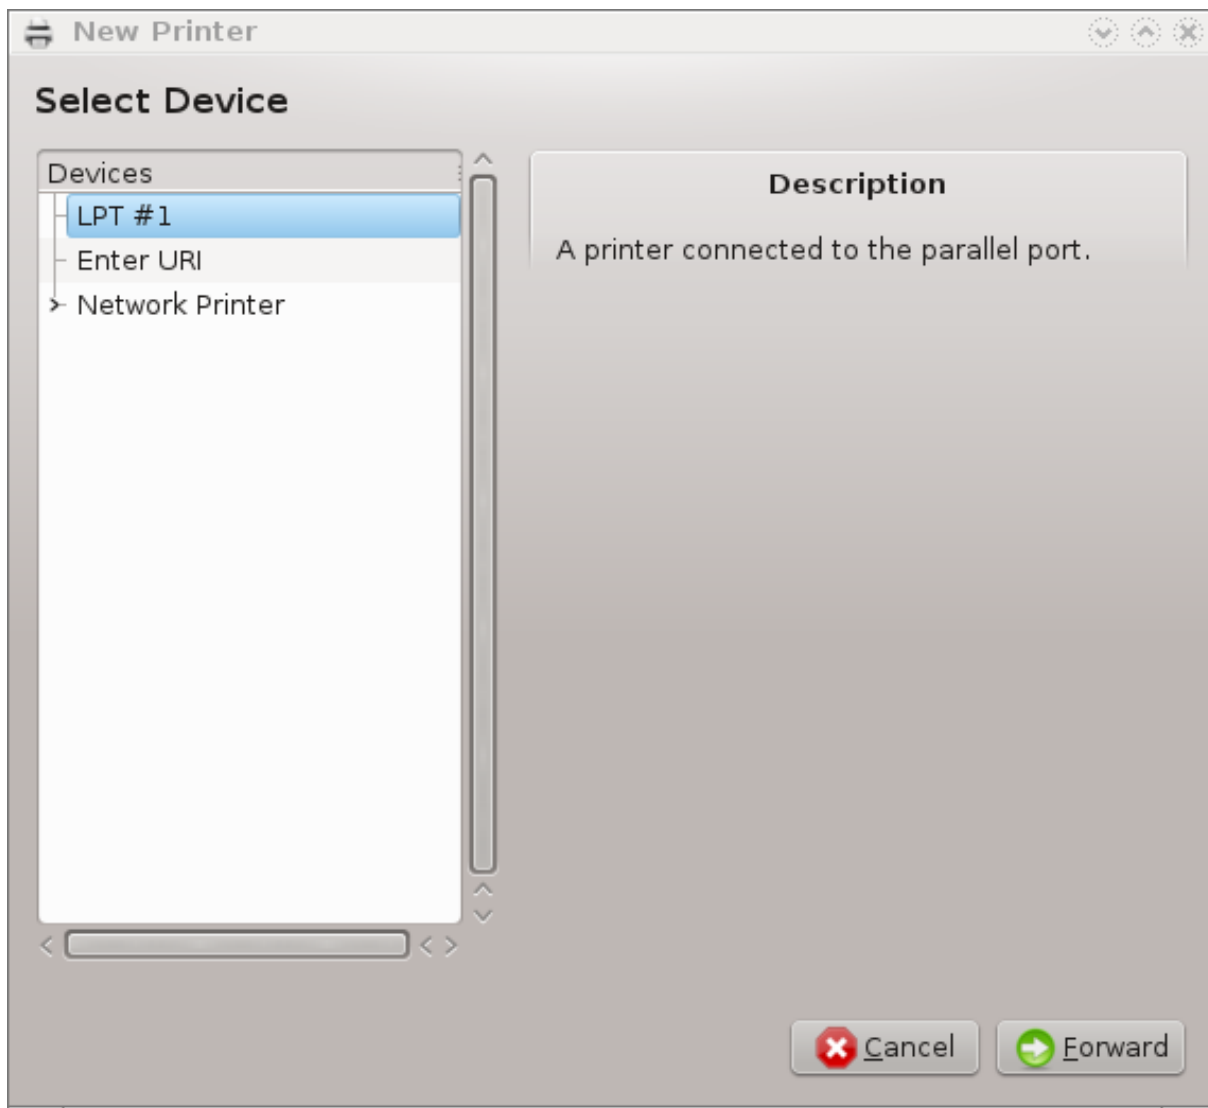 New Printer
Select Device
Devices
LPT #1
Enter URI
Network Printer
Description
A printer connected to the parallel port.
Cancel
Forward